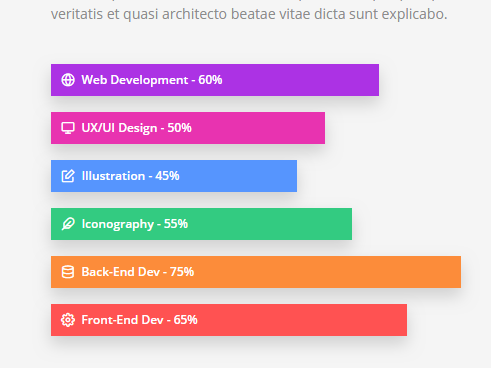 veritatis et quasi architecto beatae vitae dicta sunt explicabo.
Web Development - 60%
UX/UI Design - 50%
Illustration - 45%
Iconography - 55%
Back-End Dev - 75%
Front-End Dev - 65%